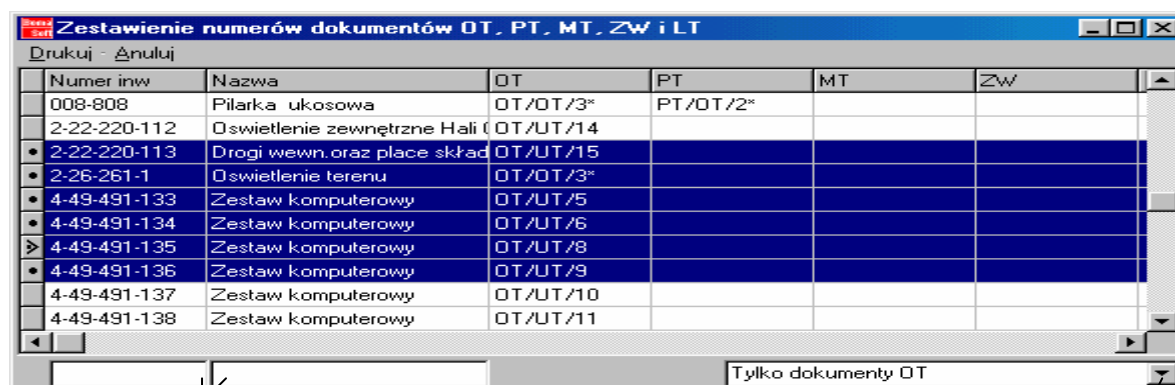 Zestawienie numerów dokumentów OT, PT, MT, ZW i LT
Drukuj - Anuluj
Numer inw Nazwa OT PT MT ZW
008-808 Pilarka ukosowa OT/OT/3* PT/OT/2*
2-22-220-112 Oswietlenie zewnętrzne Hali ( OT/UT/14
2-22-220-113 Drogi wewn.oraz place skład OT/UT/15
2-26-261-1 Oswietlenie terenu OT/OT/3*
4-49-491-133 Zestaw komputerowy OT/UT/5
4-49-491-134 Zestaw komputerowy OT/UT/6
4-49-491-135 Zestaw komputerowy OT/UT/8
4-49-491-136 Zestaw komputerowy OT/UT/9
4-49-491-137 Zestaw komputerowy OT/UT/10
4-49-491-138 Zestaw komputerowy OT/UT/11
Tylko dokumenty OT